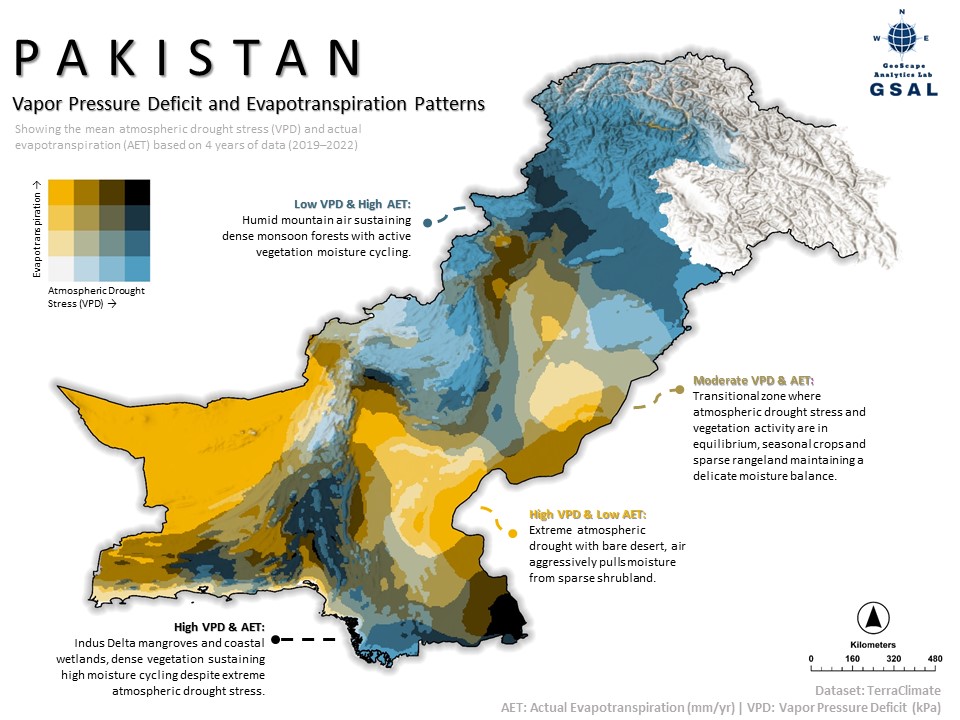 PAKISTAN
Vapor Pressure Deficit and Evapotranspiration Patterns
Showing the mean atmospheric drought stress (VPD) and actual
evapotranspiration (AET) based on 4 years of data (2019–2022)
N
W E
GeoScape
Analytics Lab
GSAL
Evapotranspiration →
Atmospheric Drought
Stress (VPD) →
Low VPD & High AET:
Humid mountain air sustaining
dense monsoon forests with active
vegetation moisture cycling.
Moderate VPD & AET:
Transitional zone where
atmospheric drought stress and
vegetation activity are in
equilibrium, seasonal crops and
sparse rangeland maintaining a
delicate moisture balance.
High VPD & Low AET:
Extreme atmospheric
drought with bare desert, air
aggressively pulls moisture
from sparse shrubland.
High VPD & AET:
Indus Delta mangroves and coastal
wetlands, dense vegetation sustaining
high moisture cycling despite extreme
atmospheric drought stress.
Kilometers
0 160 320 480
Dataset: TerraClimate
AET: Actual Evapotranspiration (mm/yr) | VPD: Vapor Pressure Deficit (kPa)